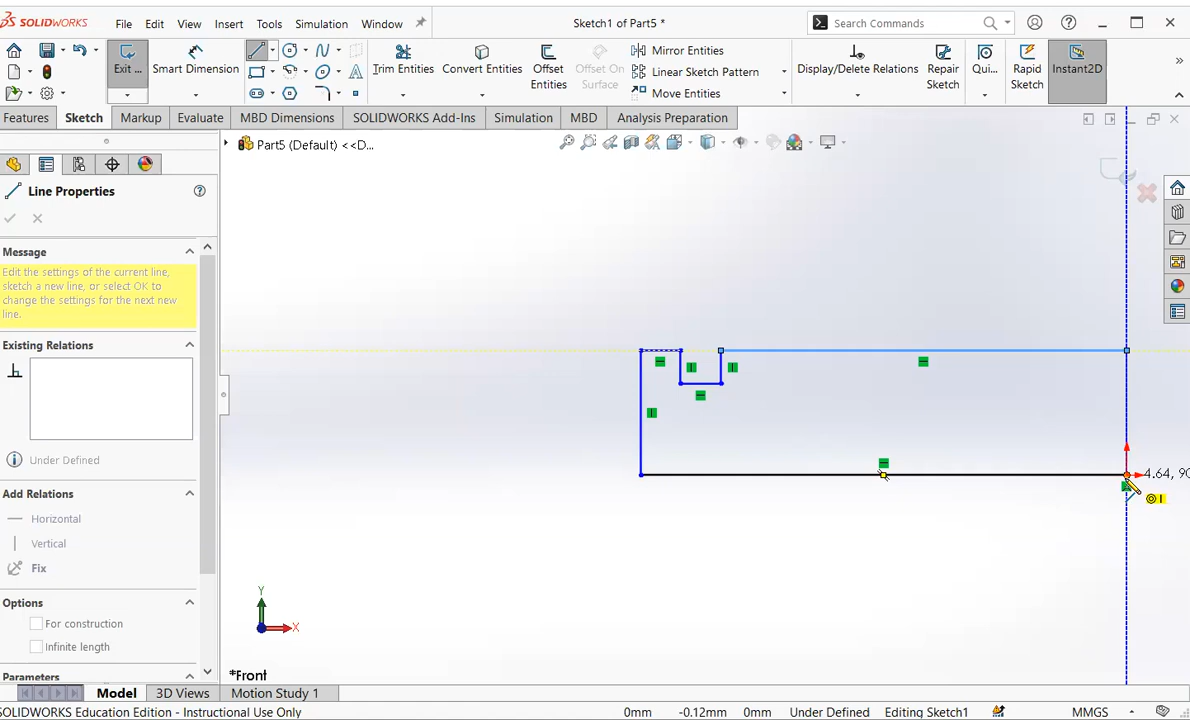 SOLIDWORKS File Edit View Insert Tools Simulation Window Sketch1 of Part5 * Search Commands
Exit ... Smart Dimension Trim Entities Convert Entities Offset Entities Offset On Surface Mirror Entities Linear Sketch Pattern Move Entities Display/Delete Relations Repair Sketch Qui... Rapid Sketch Instant2D
Features Sketch Markup Evaluate MBD Dimensions SOLIDWORKS Add-Ins Simulation MBD Analysis Preparation
Part5 (Default) <<D...
Line Properties
Message
Edit the settings of the current line,
sketch a new line, or select OK to
change the settings for the next new
line.
Existing Relations
Under Defined
Add Relations
Horizontal
Vertical
Fix
Options
For construction
Infinite length
Parameters
4.64, 90
Y
X
*Front
Model 3D Views Motion Study 1
SOLIDWORKS Education Edition - Instructional Use Only 0mm -0.12mm 0mm Under Defined Editing Sketch1 MMGS